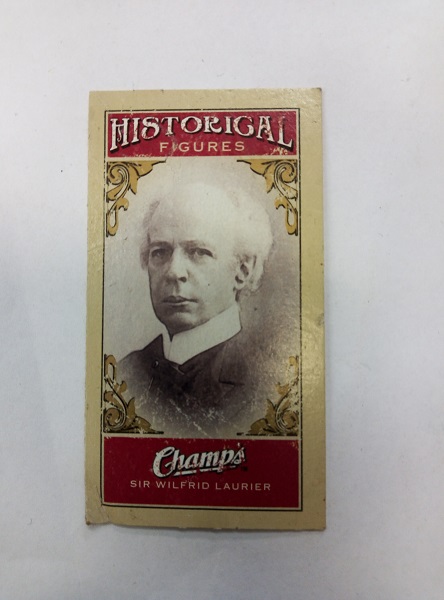 HISTORICAL
FIGURES
Champ's
SIR WILFRID LAURIER